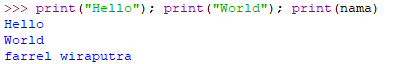 >>> print("Hello"); print("World"); print(nama)
Hello
World
farrel wiraputra